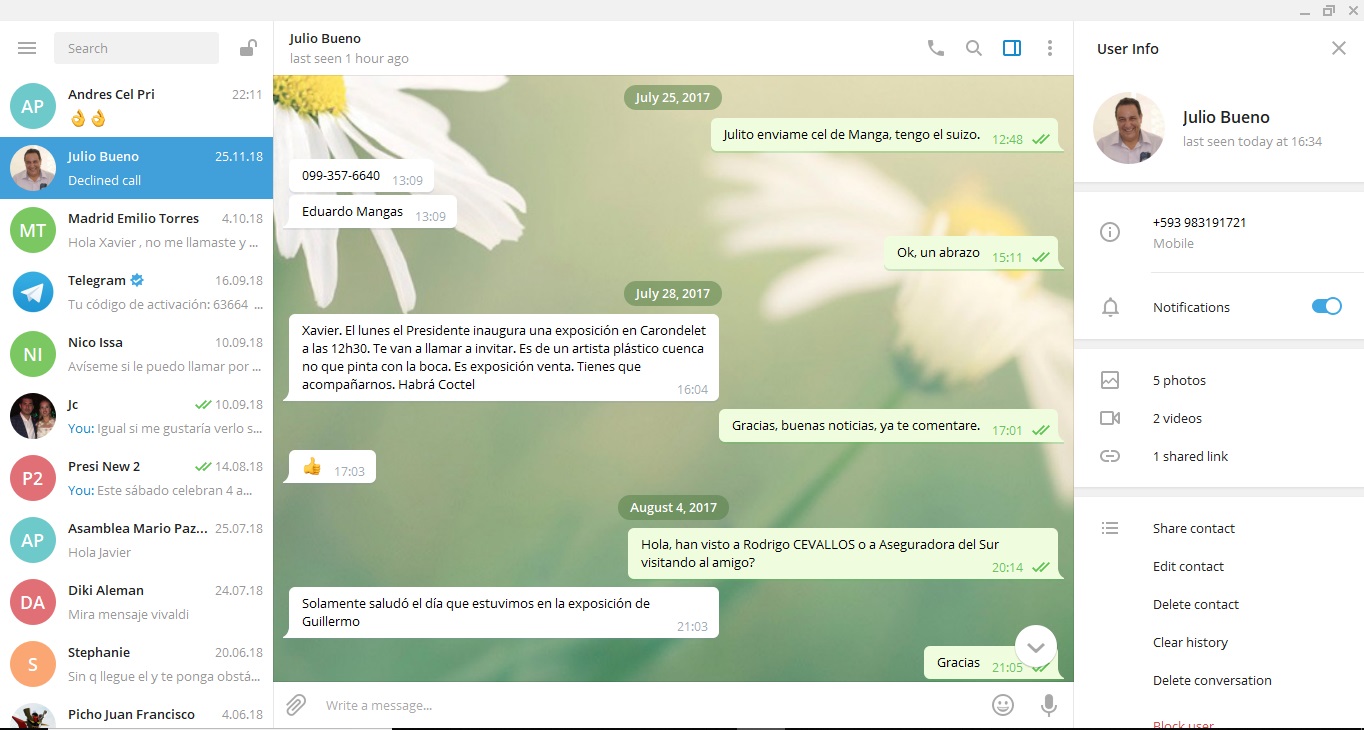 Search
AP
Andres Cel Pri
22:11
👌👌
Julio Bueno
25.11.18
Declined call
MT
Madrid Emilio Torres
4.10.18
Hola Xavier , no me llamaste y ...
Telegram
16.09.18
Tu código de activación: 63664 ...
NI
Nico Issa
10.09.18
Avíseme si le puedo llamar por ...
Jc
10.09.18
You: Igual si me gustaría verlo s...
P2
Presi New 2
14.08.18
You: Este sábado celebran 4 a...
AP
Asamblea Mario Paz...
25.07.18
Hola Javier
DA
Diki Aleman
24.07.18
Mira mensaje vivaldi
S
Stephanie
20.06.18
Sin q llegue el y te ponga obstá...
Picho Juan Francisco
4.06.18
Julio Bueno
last seen 1 hour ago
July 25, 2017
Julito enviame cel de Manga, tengo el suizo.
12:48
099-357-6640
13:09
Eduardo Mangas
13:09
Ok, un abrazo
15:11
July 28, 2017
Xavier. El lunes el Presidente inaugura una exposición en Carondelet
a las 12h30. Te van a llamar a invitar. Es de un artista plástico cuenca
no que pinta con la boca. Es exposición venta. Tienes que
acompañarnos. Habrá Coctel
16:04
Gracias, buenas noticias, ya te comentare.
17:01
👍
17:03
August 4, 2017
Hola, han visto a Rodrigo CEVALLOS o a Aseguradora del Sur
visitando al amigo?
20:14
Solamente saludó el día que estuvimos en la exposición de
Guillermo
21:03
Gracias
21:05
Write a message...
User Info
Julio Bueno
last seen today at 16:34
+593 983191721
Mobile
Notifications
5 photos
2 videos
1 shared link
Share contact
Edit contact
Delete contact
Clear history
Delete conversation
Block user